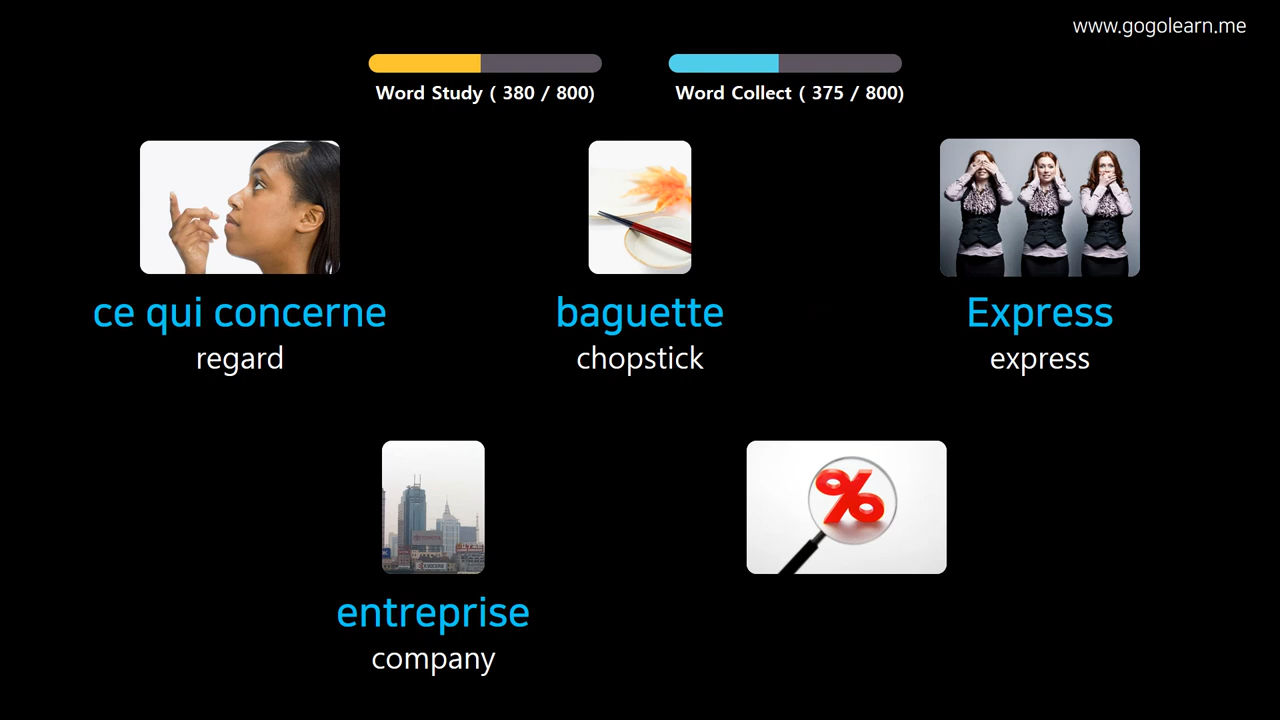 www.gogolearn.me
Word Study ( 380 / 800)
Word Collect ( 375 / 800)
ce qui concerne
regard
baguette
chopstick
Express
express
%
entreprise
company